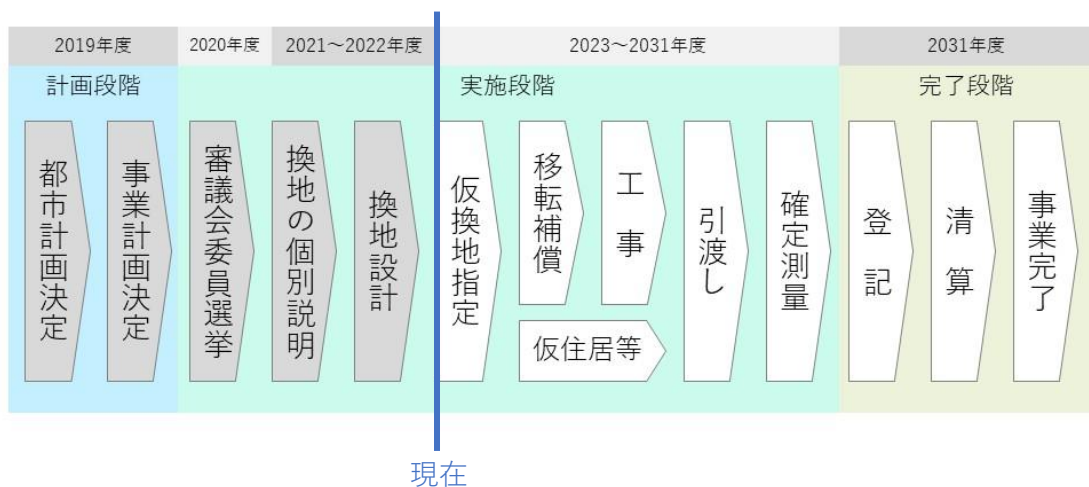 2019年度
2020年度
2021～2022年度
2023～2031年度
2031年度
計画段階
実施段階
完了段階
都市計画決定
事業計画決定
審議会委員選挙
換地の個別説明
換地設計
仮換地指定
移転補償
工事
仮住居等
引渡し
確定測量
登記
清算
事業完了
現在